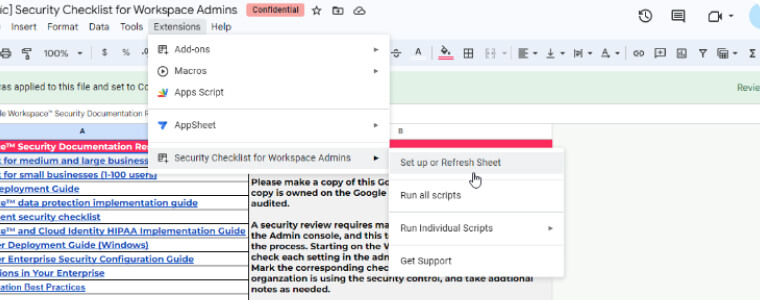 ic] Security Checklist for Workspace Admins Confidential
Insert Format Data Tools Extensions Help
100% $ % .0
A
Add-ons
Macros
Apps Script
AppSheet
Security Checklist for Workspace Admins
Set up or Refresh Sheet
Run all scripts
Run Individual Scripts
Get Support
was applied to this file and set to Co
Revie
le Workspace™ Security Documentation R
A
B
e™ Security Documentation Re
t for medium and large business
t for small businesses (1-100 users)
eployment Guide
e™ data protection implementation guide
ent security checklist
e™ and Cloud Identity HIPAA Implementation Guide
er Deployment Guide (Windows)
er Enterprise Security Configuration Guide
ions in Your Enterprise
ation Best Practices
Please make a copy of this Go
copy is owned on the Google
audited.
A security review requires ma
the Admin console, and this t
the process. Starting on the V
check each setting in the adm
Mark the corresponding chec
organzation is using the security control, and take addtional
notes as needed.